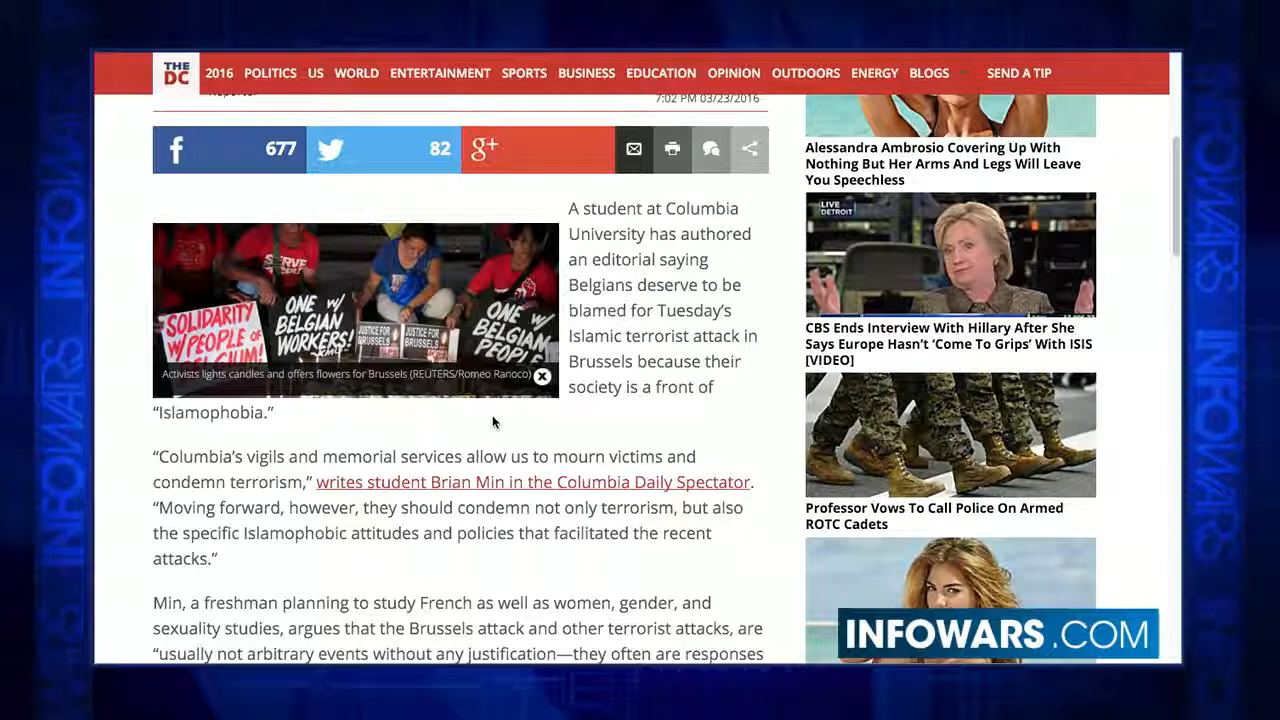 THE
DC
2016 POLITICS US WORLD ENTERTAINMENT SPORTS BUSINESS EDUCATION OPINION OUTDOORS ENERGY BLOGS SEND A TIP
Reporter
7:02 PM 03/23/2016
677
82
g+
A student at Columbia
University has authored
an editorial saying
Belgians deserve to be
blamed for Tuesday’s
Islamic terrorist attack in
Brussels because their
society is a front of
“Islamophobia.”
SERVE
PEOPLE
SOLIDARITY
W/PEOPLE OF
BELGIUM!
ONE W/
BELGIAN
WORKERS!
KMU
JUSTICE FOR
BRUSSELS
JUSTICE FOR
BRUSSELS
ONE W/
BELGIAN
PEOPLE
Activists lights candles and offers flowers for Brussels (REUTERS/Romeo Ranoco)
“Columbia’s vigils and memorial services allow us to mourn victims and
condemn terrorism,” writes student Brian Min in the Columbia Daily Spectator.
“Moving forward, however, they should condemn not only terrorism, but also
the specific Islamophobic attitudes and policies that facilitated the recent
attacks.”
Min, a freshman planning to study French as well as women, gender, and
sexuality studies, argues that the Brussels attack and other terrorist attacks, are
“usually not arbitrary events without any justification—they often are responses
Alessandra Ambrosio Covering Up With
Nothing But Her Arms And Legs Will Leave
You Speechless
LIVE
DETROIT
CBS Ends Interview With Hillary After She
Says Europe Hasn’t ‘Come To Grips’ With ISIS
[VIDEO]
Professor Vows To Call Police On Armed
ROTC Cadets
INFOWARS.COM
INFOWARS
INFOWARS